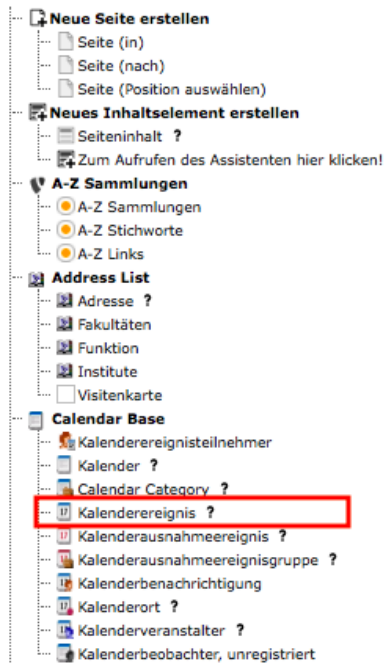 Neue Seite erstellen
Seite (in)
Seite (nach)
Seite (Position auswählen)
Neues Inhaltselement erstellen
Seiteninhalt ?
Zum Aufrufen des Assistenten hier klicken!
A-Z Sammlungen
A-Z Sammlungen
A-Z Stichworte
A-Z Links
Address List
Adresse ?
Fakultäten
Funktion
Institute
Visitenkarte
Calendar Base
Kalenderereignisteilnehmer
Kalender ?
Calendar Category ?
Kalenderereignis ?
Kalenderausnahmeereignis ?
Kalenderausnahmeereignisgruppe ?
Kalenderbenachrichtigung
Kalenderort ?
Kalenderveranstalter ?
Kalenderbeobachter, unregistriert